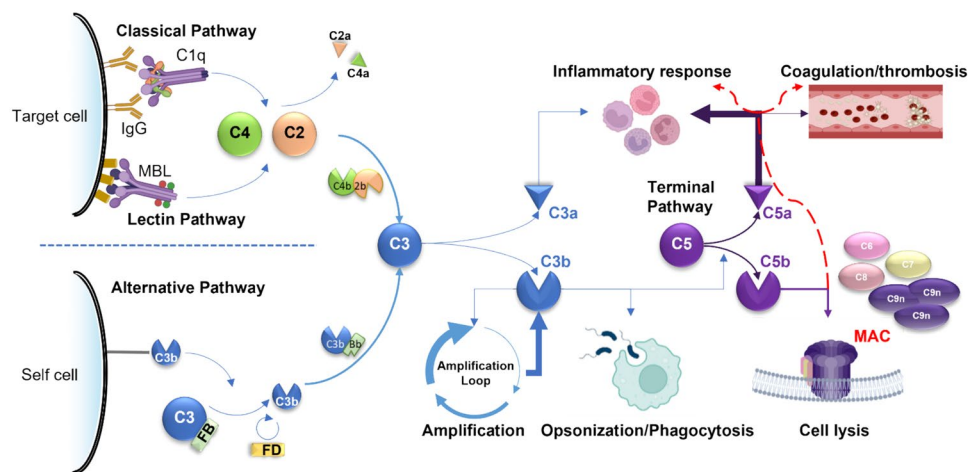 Classical Pathway
C1q
C2a
C4a
Target cell
IgG
C4
C2
MBL
Lectin Pathway
C4b
2b
Inflammatory response
Coagulation/thrombosis
C3
C3a
Terminal
Pathway
C5
C5a
C3b
C5b
C6
C7
C8
C9n
C9n
C9n
MAC
Alternative Pathway
Self cell
C3b
C3
FB
C3b
FD
C3b
Bb
Amplification
Loop
Amplification
Opsonization/Phagocytosis
Cell lysis